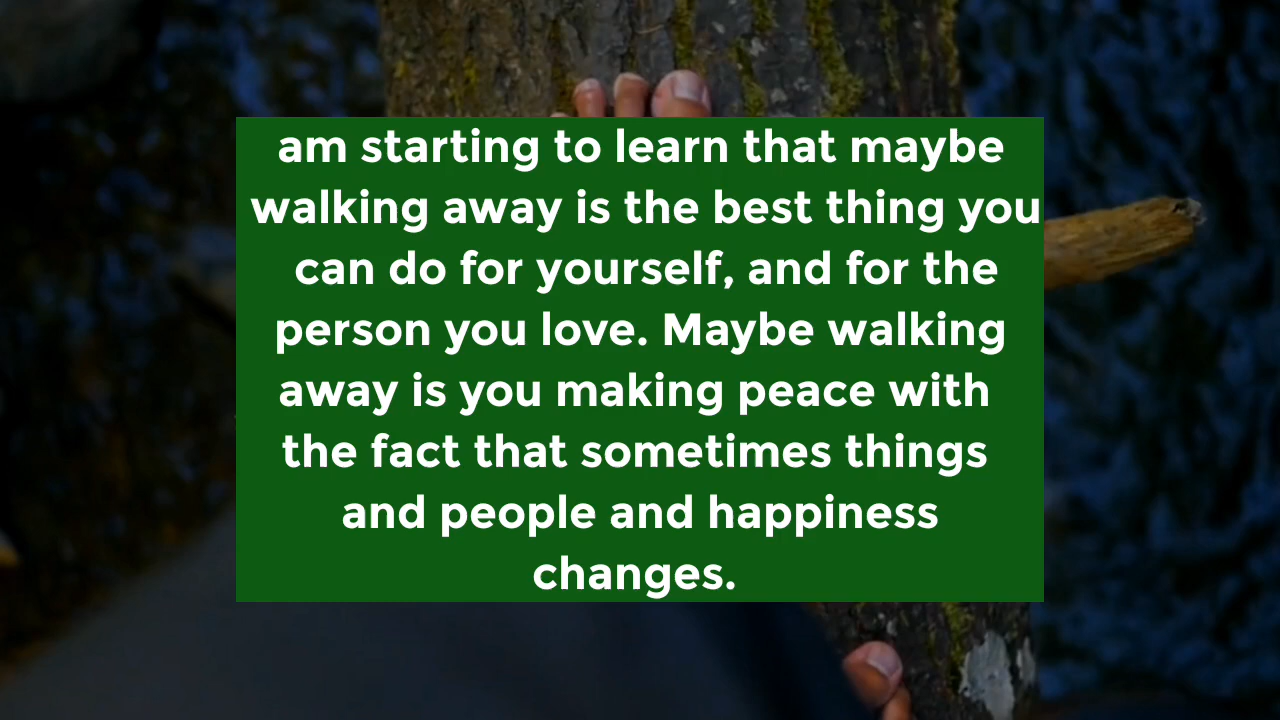 am starting to learn that maybe
walking away is the best thing you
can do for yourself, and for the
person you love. Maybe walking
away is you making peace with
the fact that sometimes things
and people and happiness
changes.